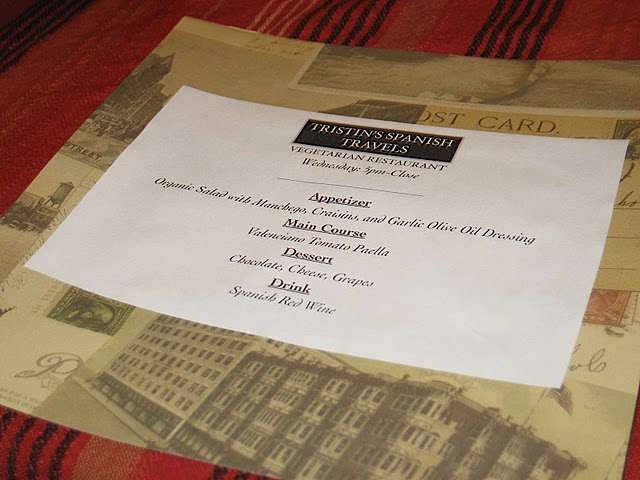 POST CARD.
STREET.
TRISTIN'S SPANISH
TRAVELS
VEGETARIAN RESTAURANT
Wednesday: 5pm-Close
Appetizer
Organic Salad with Manchego, Craisins, and Garlic Olive Oil Dressing
Main Course
Valenciano Tomato Paella
Dessert
Chocolate, Cheese, Grapes
Drink
Spanish Red Wine